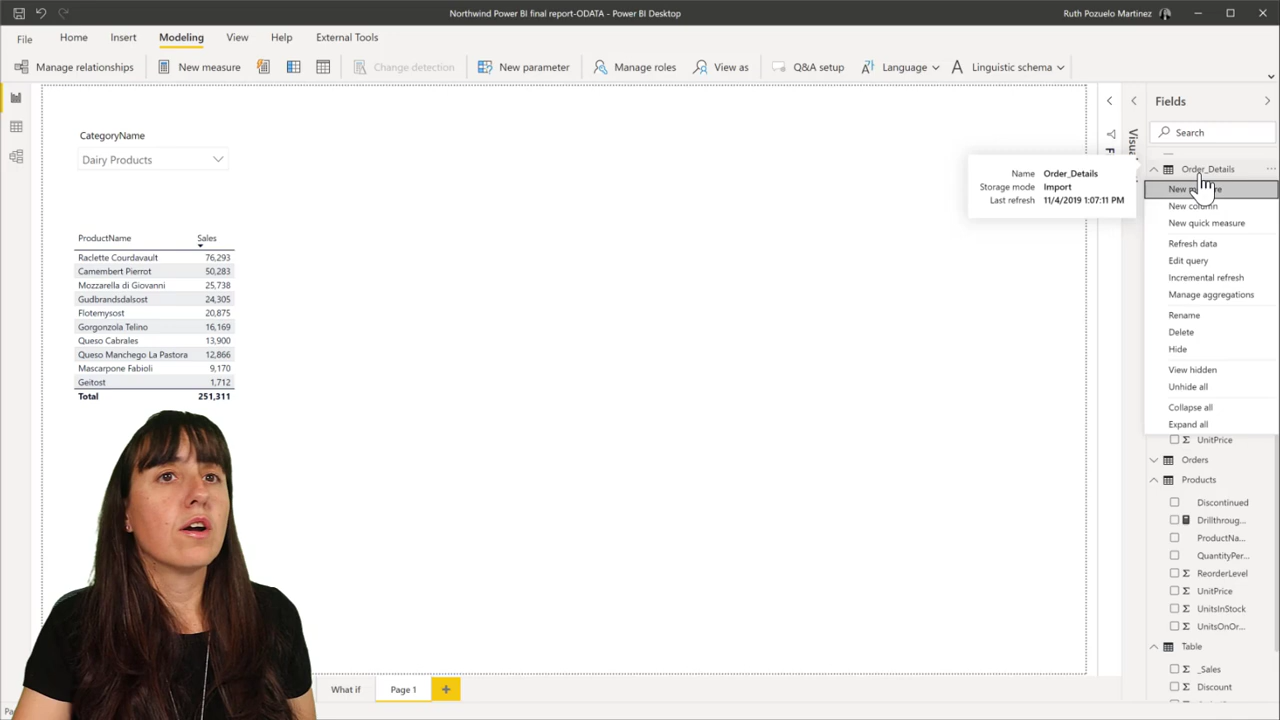 Northwind Power BI final report-ODATA - Power BI Desktop
Ruth Pozuelo Martinez
File Home Insert Modeling View Help External Tools
Manage relationships New measure Change detection New parameter Manage roles View as Q&A setup Language Linguistic schema
Fields
Search
CategoryName
Dairy Products
ProductName Sales
Raclette Courdavault 76,293
Camembert Pierrot 50,283
Mozzarella di Giovanni 25,738
Gudbrandsdalsost 24,305
Flotemysost 20,875
Gorgonzola Telino 16,169
Queso Cabrales 13,900
Queso Manchego La Pastora 12,866
Mascarpone Fabioli 9,170
Geitost 1,712
Total 251,311
Name Order_Details
Storage mode Import
Last refresh 11/4/2019 1:07:11 PM
Order_Details
New measure
New column
New quick measure
Refresh data
Edit query
Incremental refresh
Manage aggregations
Rename
Delete
Hide
View hidden
Unhide all
Collapse all
Expand all
UnitPrice
Orders
Products
Discontinued
Drillthroug...
ProductNa...
QuantityPer...
ReorderLevel
UnitPrice
UnitsInStock
UnitsOnOr...
Table
_Sales
Discount
What if Page 1